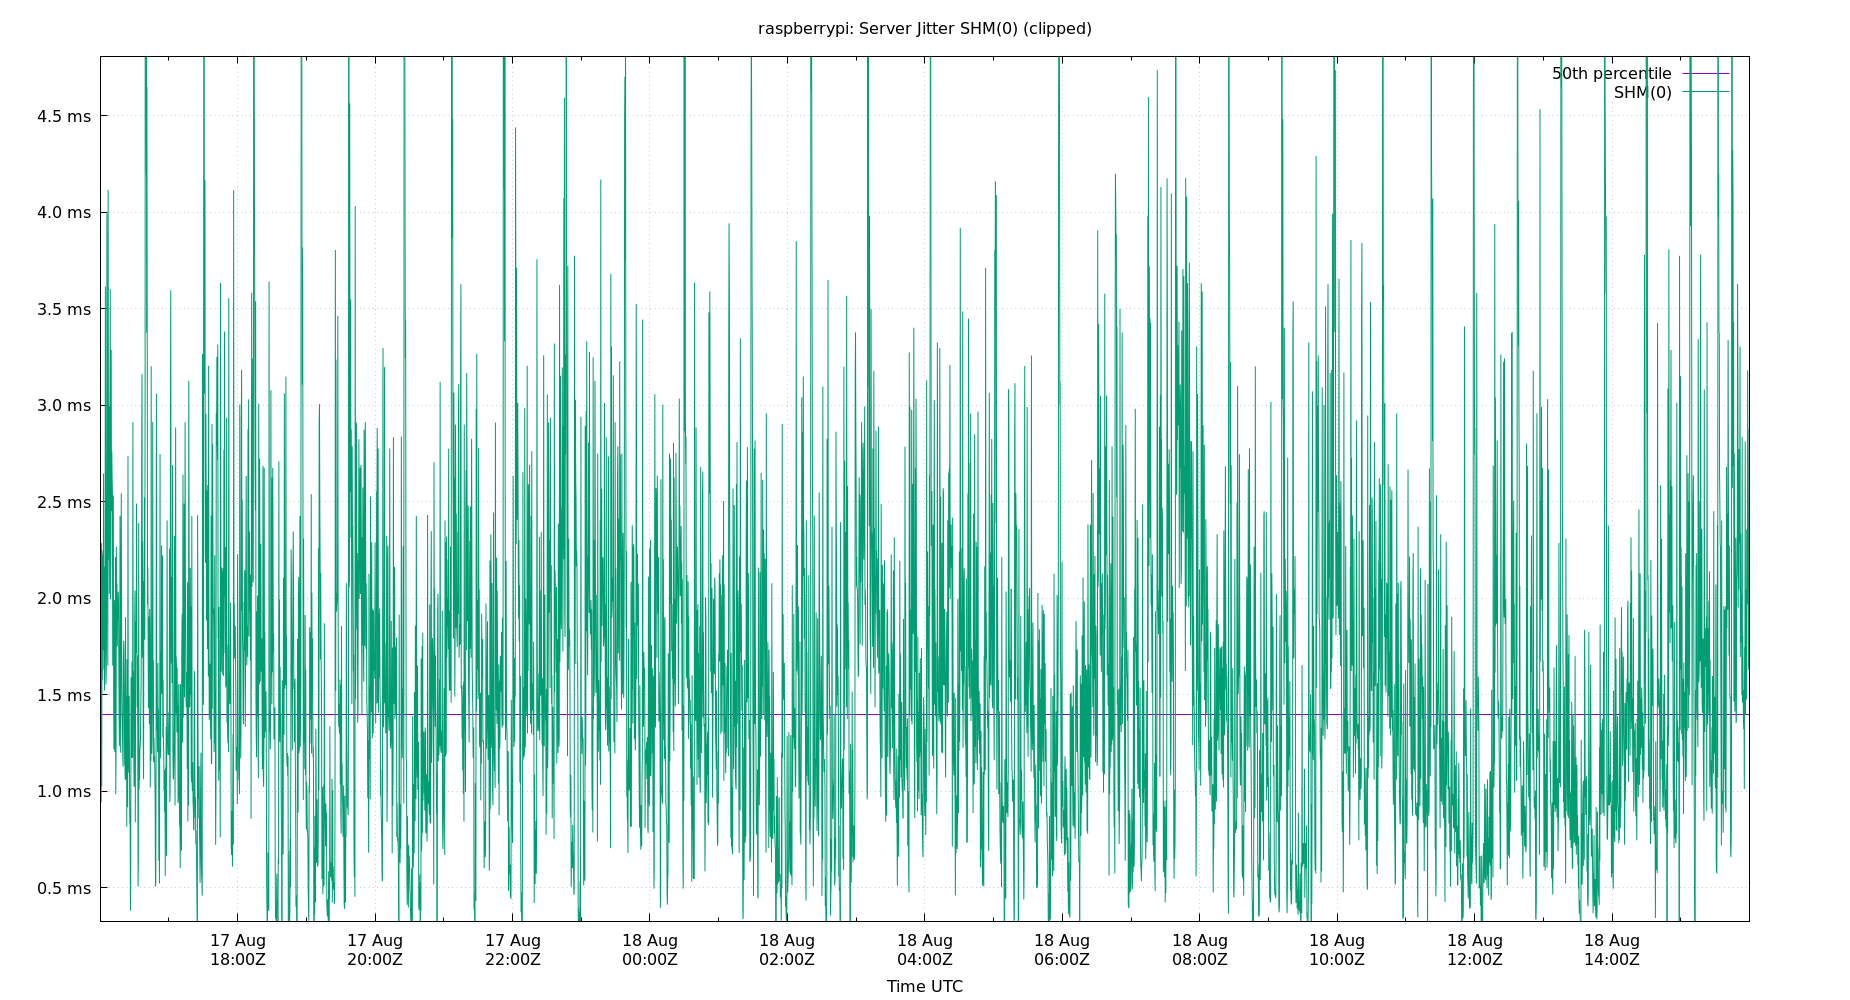 raspberrypi: Server Jitter SHM(0) (clipped)
50th percentile
SHM(0)
4.5 ms
4.0 ms
3.5 ms
3.0 ms
2.5 ms
2.0 ms
1.5 ms
1.0 ms
0.5 ms
17 Aug 17 Aug 17 Aug 18 Aug 18 Aug 18 Aug 18 Aug 18 Aug 18 Aug 18 Aug 18 Aug
18:00Z 20:00Z 22:00Z 00:00Z 02:00Z 04:00Z 06:00Z 08:00Z 10:00Z 12:00Z 14:00Z
Time UTC